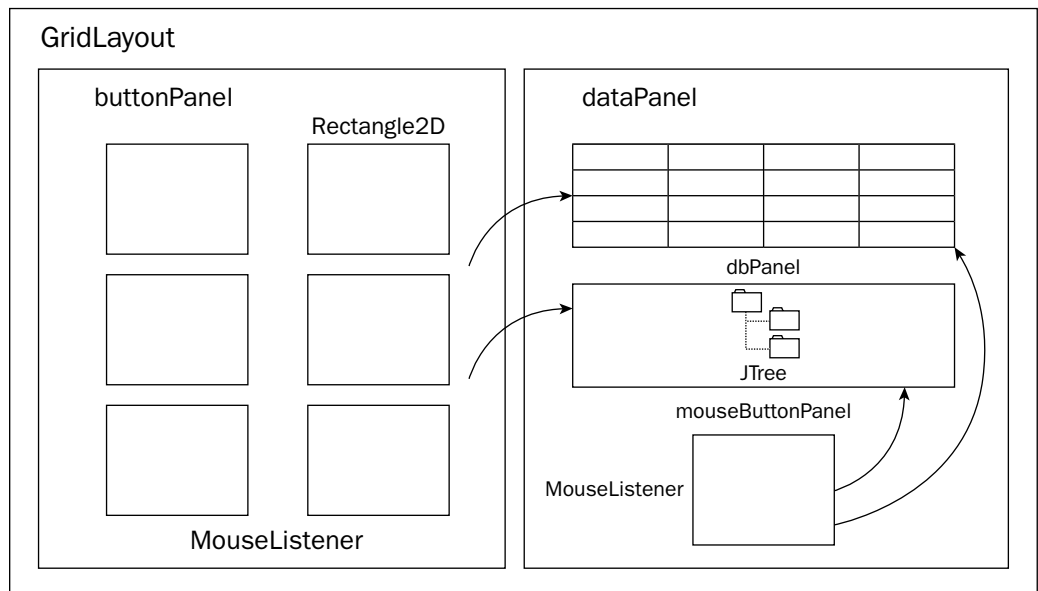 GridLayout
buttonPanel
Rectangle2D
MouseListener
dataPanel
dbPanel
JTree
mouseButtonPanel
MouseListener